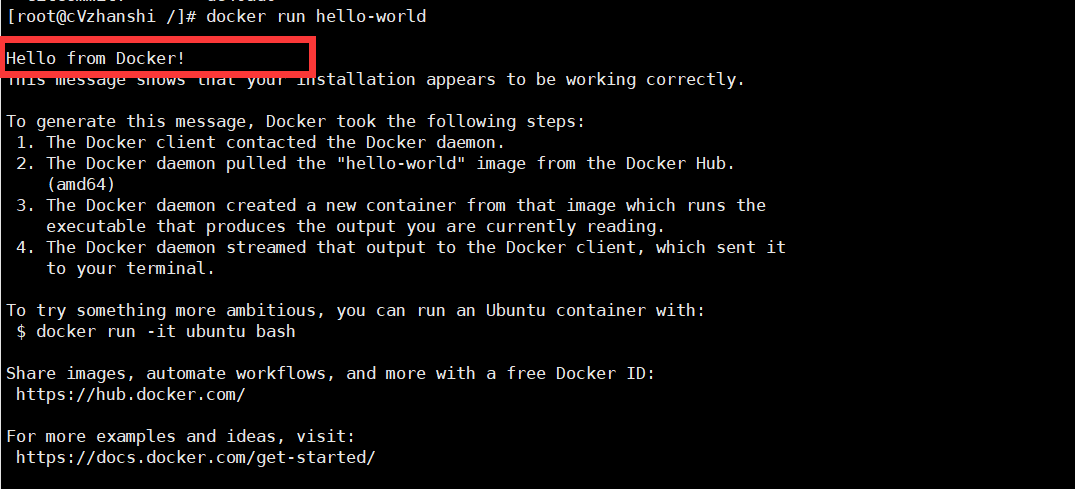 [root@cVzhanshi /]# docker run hello-world
Hello from Docker!
This message shows that your installation appears to be working correctly.
To generate this message, Docker took the following steps:
1. The Docker client contacted the Docker daemon.
2. The Docker daemon pulled the "hello-world" image from the Docker Hub.
(amd64)
3. The Docker daemon created a new container from that image which runs the
executable that produces the output you are currently reading.
4. The Docker daemon streamed that output to the Docker client, which sent it
to your terminal.
To try something more ambitious, you can run an Ubuntu container with:
$ docker run -it ubuntu bash
Share images, automate workflows, and more with a free Docker ID:
https://hub.docker.com/
For more examples and ideas, visit:
https://docs.docker.com/get-started/